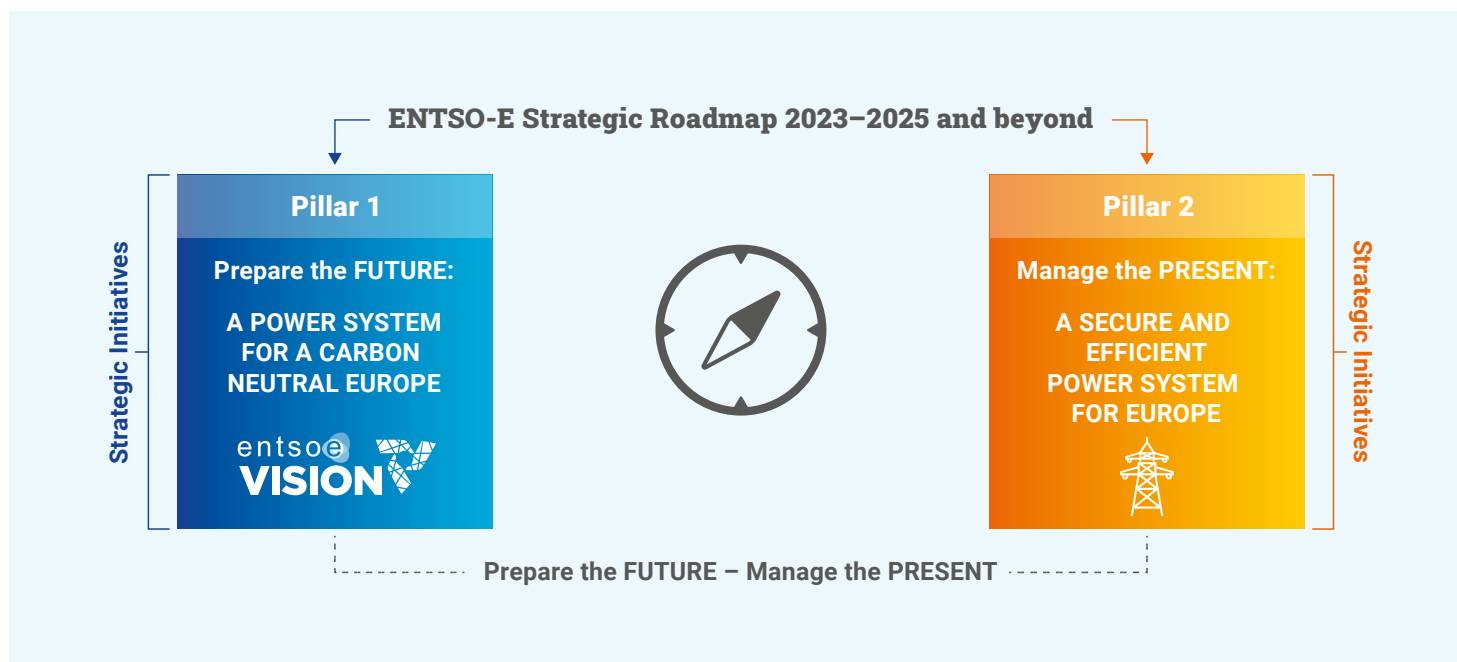 ENTSO-E Strategic Roadmap 2023–2025 and beyond
Strategic Initiatives
Pillar 1
Prepare the FUTURE:
A POWER SYSTEM
FOR A CARBON
NEUTRAL EUROPE
entsoe
VISION
Pillar 2
Manage the PRESENT:
A SECURE AND
EFFICIENT
POWER SYSTEM
FOR EUROPE
Strategic Initiatives
Prepare the FUTURE – Manage the PRESENT